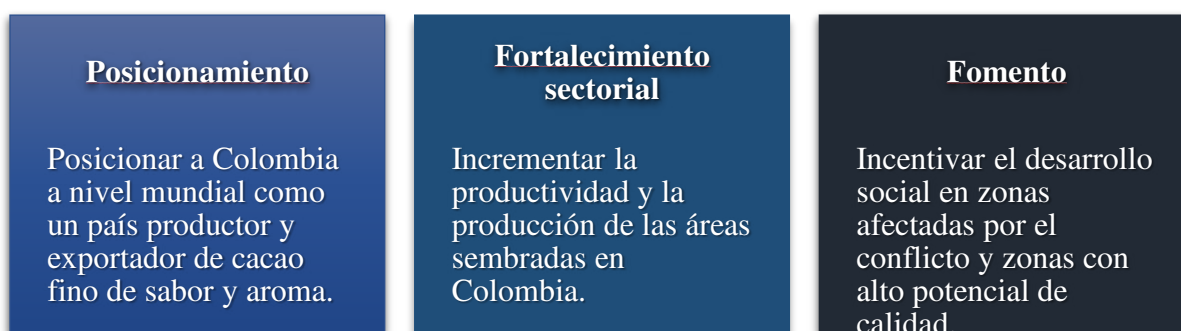 Posicionamiento
Posicionar a Colombia
a nivel mundial como
un país productor y
exportador de cacao
fino de sabor y aroma.
Fortalecimiento
sectorial
Incrementar la
productividad y la
producción de las áreas
sembradas en
Colombia.
Fomento
Incentivar el desarrollo
social en zonas
afectadas por el
conflicto y zonas con
alto potencial de
calidad